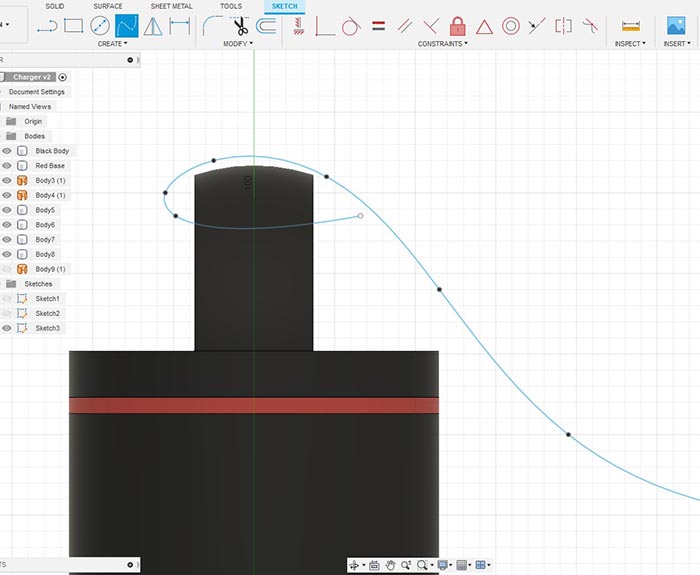 SOLID SURFACE SHEET METAL TOOLS SKETCH
CREATE MODIFY CONSTRAINTS INSPECT INSERT
Charger v2
Document Settings
Named Views
Origin
Bodies
Black Body
Red Base
Body3 (1)
Body4 (1)
Body5
Body6
Body7
Body8
Body9 (1)
Sketches
Sketch1
Sketch2
Sketch3
100